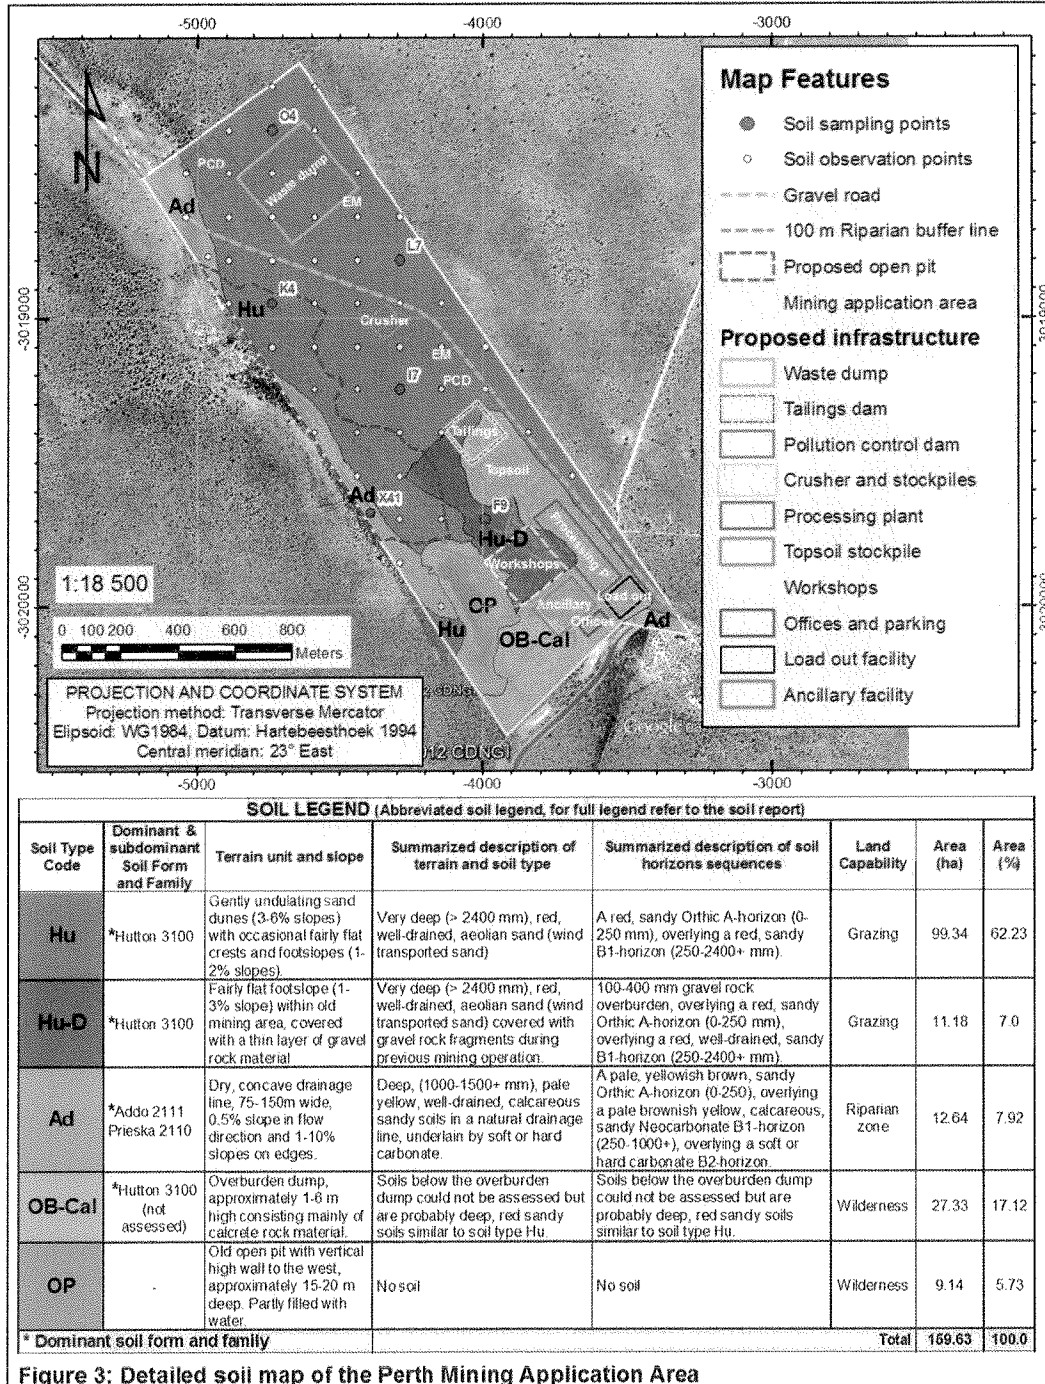 -5000
-4000
-3000
Map Features
Soil sampling points
Soil observation points
Gravel road
100 m Riparian buffer line
Proposed open pit
Mining application area
Proposed infrastructure
Waste dump
Tailings dam
Pollution control dam
Crusher and stockpiles
Processing plant
Topsoil stockpile
Workshops
Offices and parking
Load out facility
Ancillary facility
N
O4
PCD
Waste dump
Ad
EM
L7
K4
Hu
Crusher
EM
I7
PCD
Tailings
Topsoil
Ad
X41
F9
Hu-D
Processing P
Workshops
Load out
OP
Ancillary
Offices
Ad
Hu
OB-Cal
-3019000
-3020000
-3019000
-3020000
1:18 500
0 100 200 400 600 800
Meters
PROJECTION AND COORDINATE SYSTEM
Projection method: Transverse Mercator
Elipsoid: WG1984, Datum: Hartebeesthoek 1994
Central meridian: 23° East
2 CDNGI
012 CDNGI
Google
-5000
-4000
-3000
SOIL LEGEND (Abbreviated soil legend, for full legend refer to the soil report)
Soil Type Code
Dominant & subdominant Soil Form and Family
Terrain unit and slope
Summarized description of terrain and soil type
Summarized description of soil horizons sequences
Land Capability
Area (ha)
Area (%)
Hu
*Hutton 3100
Gently undulating sand
dunes (3-6% slopes)
with occasional fairly flat
crests and footslopes (1-
2% slopes).
Very deep (> 2400 mm), red,
well-drained, aeolian sand (wind
transported sand)
A red, sandy Orthic A-horizon (0-
250 mm), overlying a red, sandy
B1-horizon (250-2400+ mm).
Grazing
99.34
62.23
Hu-D
*Hutton 3100
Fairly flat footslope (1-
3% slope) within old
mining area, covered
with a thin layer of gravel
rock material
Very deep (> 2400 mm), red,
well-drained, aeolian sand (wind
transported sand) covered with
gravel rock fragments during
previous mining operation.
100-400 mm gravel rock
overburden, overlying a red, sandy
Orthic A-horizon (0-250 mm),
overlying a red, well-drained, sandy
B1-horizon (250-2400+ mm).
Grazing
11.18
7.0
Ad
*Addo 2111
Prieska 2110
Dry, concave drainage
line, 75-150m wide,
0.5% slope in flow
direction and 1-10%
slopes on edges.
Deep, (1000-1500+ mm), pale
yellow, well-drained, calcareous
sandy soils in a natural drainage
line, underlain by soft or hard
carbonate.
A pale, yellowish brown, sandy
Orthic A-horizon (0-250), overlying
a pale brownish yellow, calcareous,
sandy Neocarbonate B1-horizon
(250-1000+), overlying a soft or
hard carbonate B2-horizon.
Riparian
zone
12.64
7.92
OB-Cal
*Hutton 3100
(not
assessed)
Overburden dump,
approximately 1-6 m
high consisting mainly of
calcrete rock material.
Soils below the overburden
dump could not be assessed but
are probably deep, red sandy
soils similar to soil type Hu.
Soils below the overburden dump
could not be assessed but are
probably deep, red sandy soils
similar to soil type Hu.
Wilderness
27.33
17.12
OP
-
Old open pit with vertical
high wall to the west,
approximately 15-20 m
deep. Partly filled with
water.
No soil
No soil
Wilderness
9.14
5.73
* Dominant soil form and family
Total
159.63
100.0
Figure 3: Detailed soil map of the Perth Mining Application Area